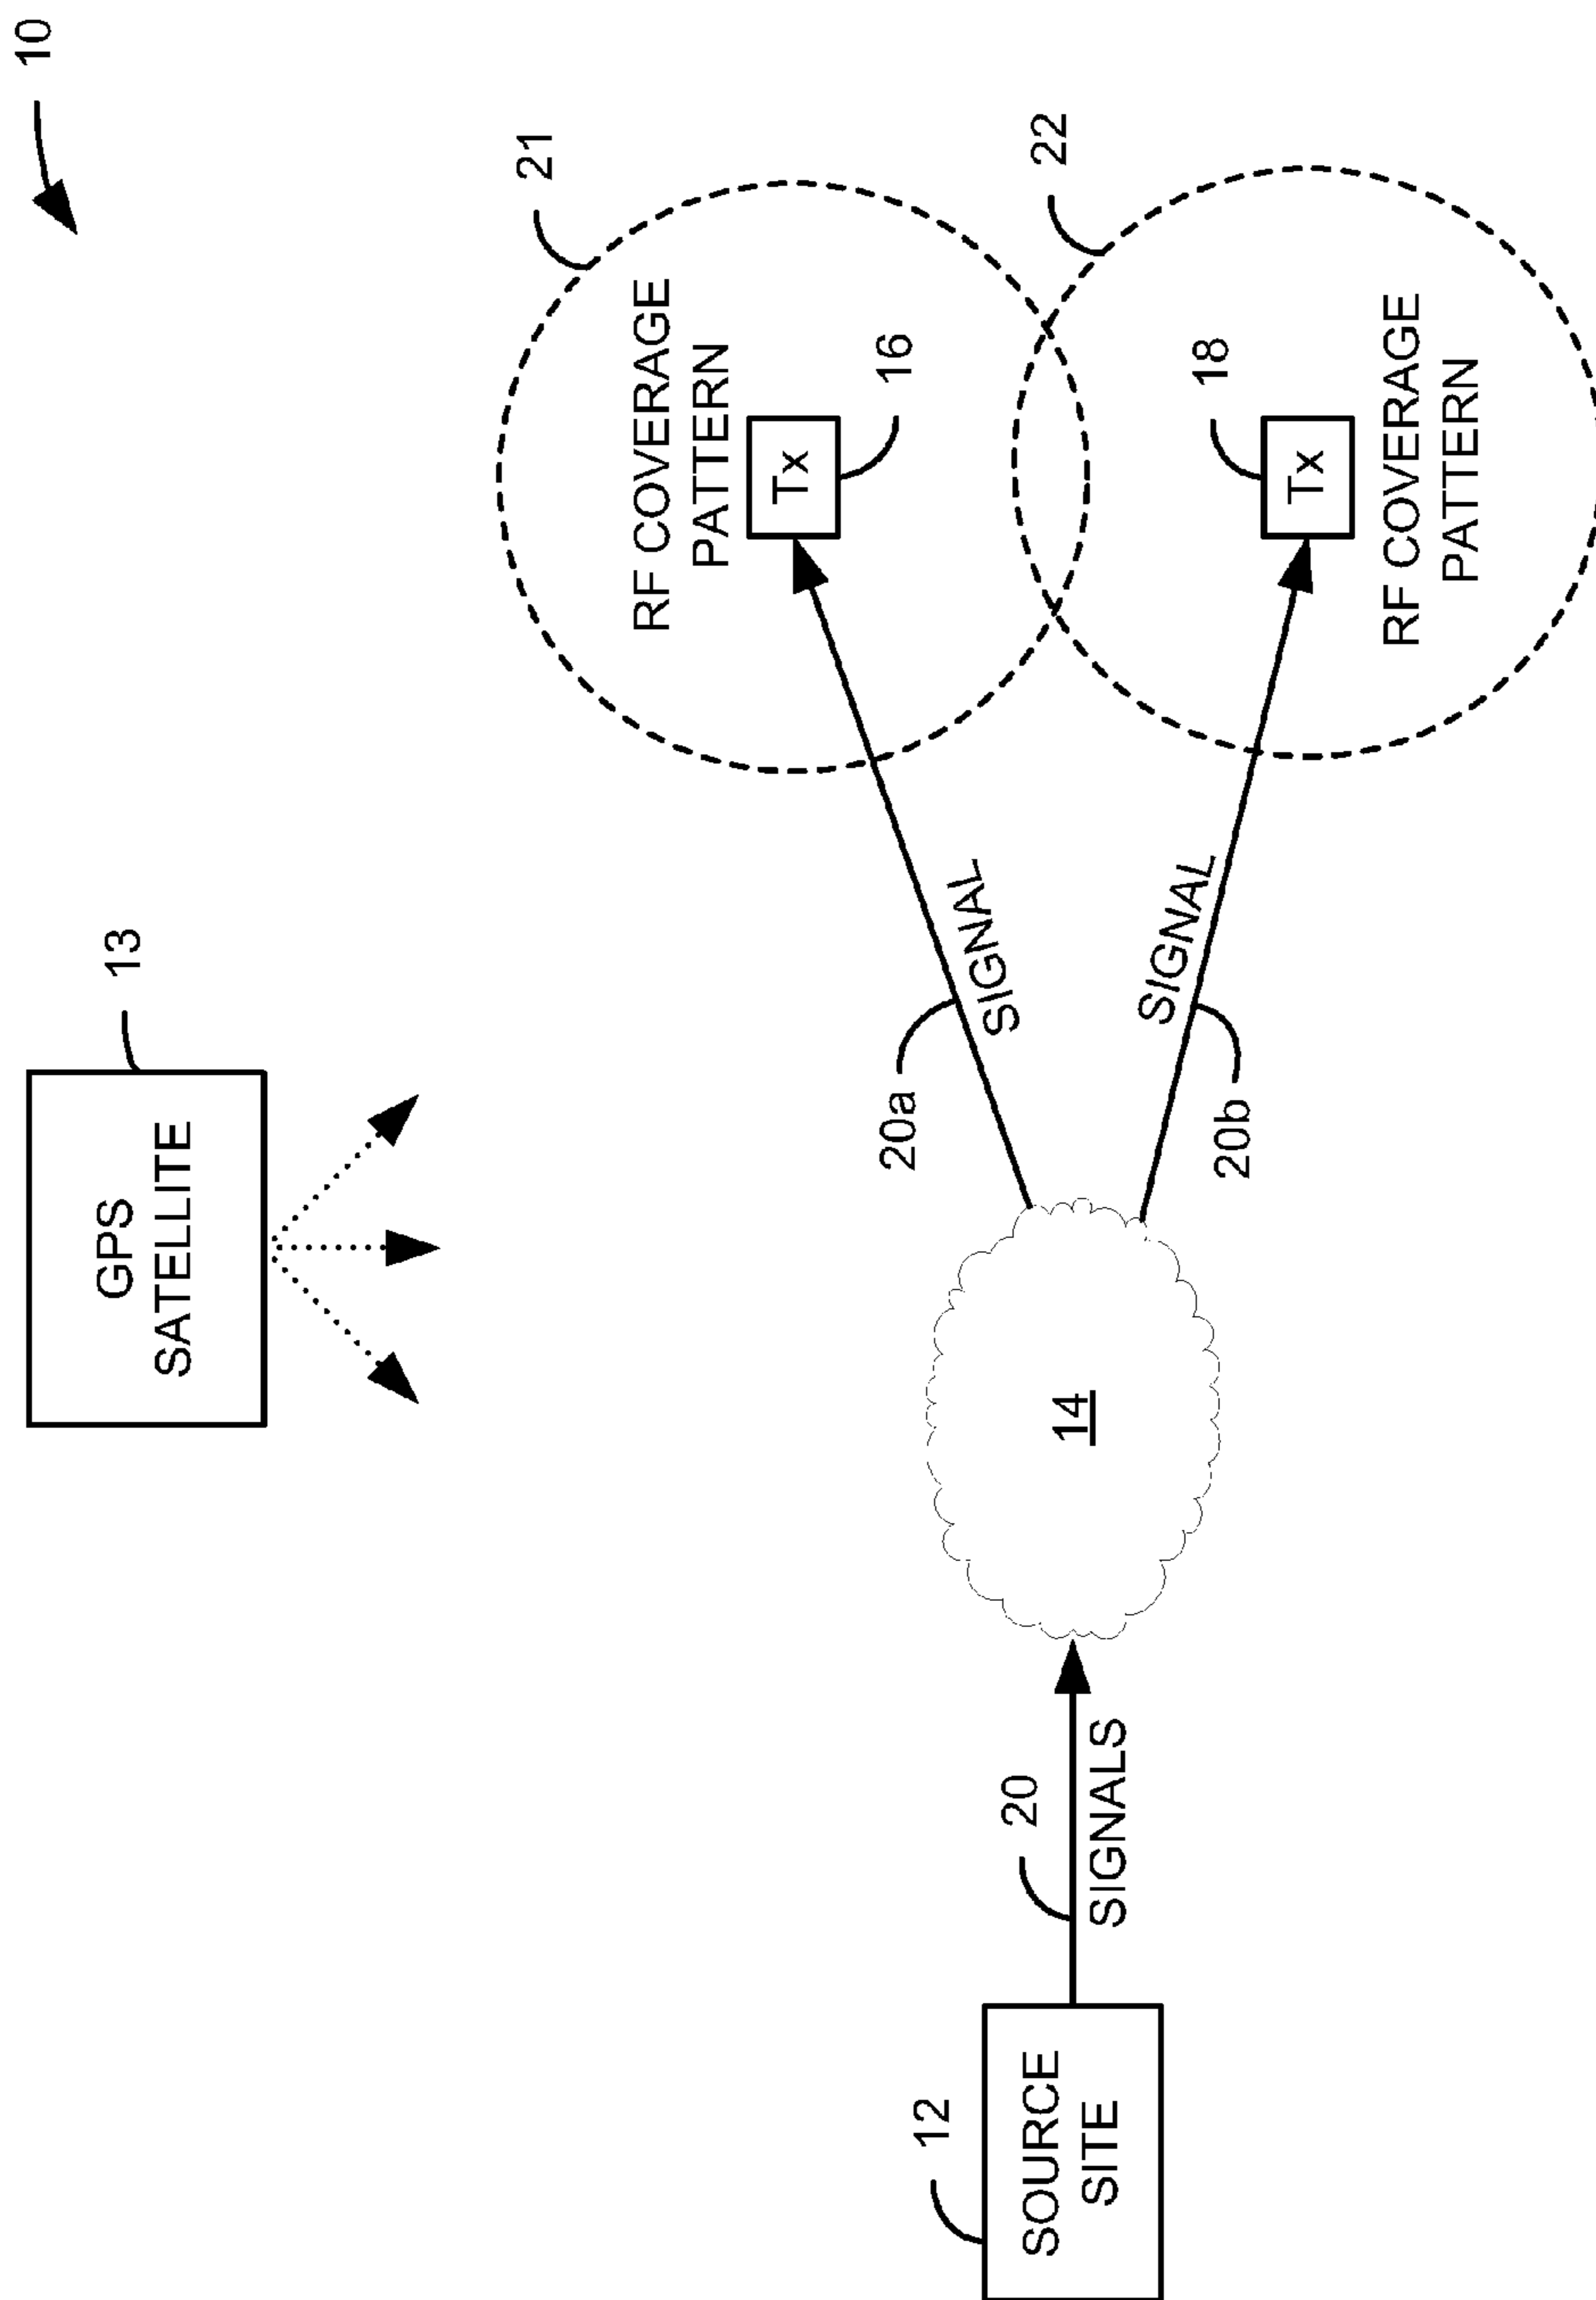 10
GPS
SATELLITE
13
21
RF COVERAGE
PATTERN
Tx
16
20a
SIGNAL
14
12
SOURCE
SITE
20
SIGNALS
SIGNAL
20b
22
18
Tx
RF COVERAGE
PATTERN